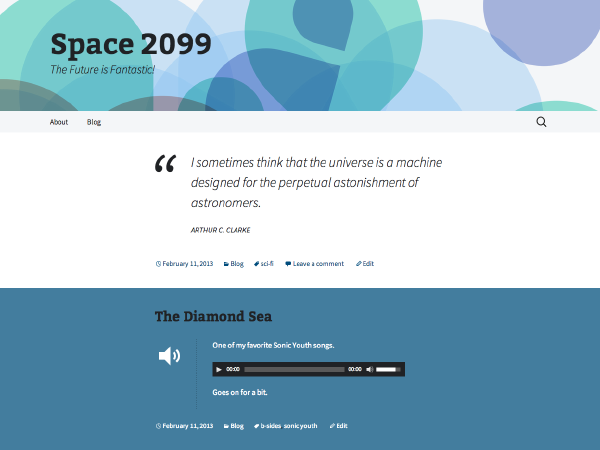 Space 2099
The Future is Fantastic!
About Blog
“ I sometimes think that the universe is a machine
designed for the perpetual astonishment of
astronomers.
ARTHUR C. CLARKE
February 11, 2013 Blog sci-fi Leave a comment Edit
The Diamond Sea
One of my favorite Sonic Youth songs.
00:00 00:00
Goes on for a bit.
February 11, 2013 Blog b-sides sonic youth Edit